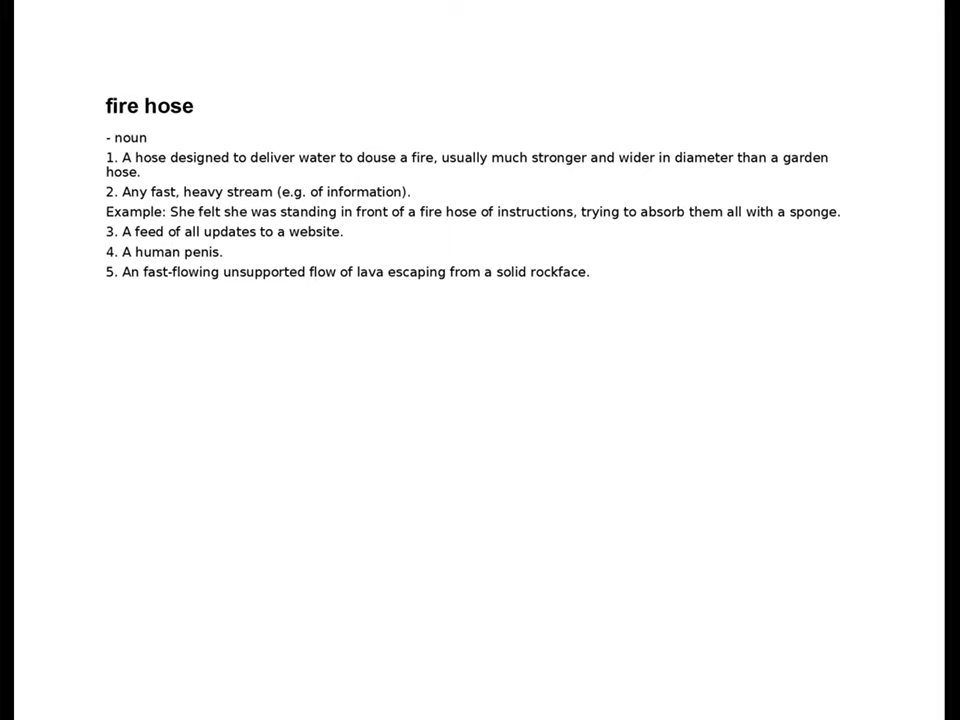 fire hose
- noun
1. A hose designed to deliver water to douse a fire, usually much stronger and wider in diameter than a garden
hose.
2. Any fast, heavy stream (e.g. of information).
Example: She felt she was standing in front of a fire hose of instructions, trying to absorb them all with a sponge.
3. A feed of all updates to a website.
4. A human penis.
5. An fast-flowing unsupported flow of lava escaping from a solid rockface.